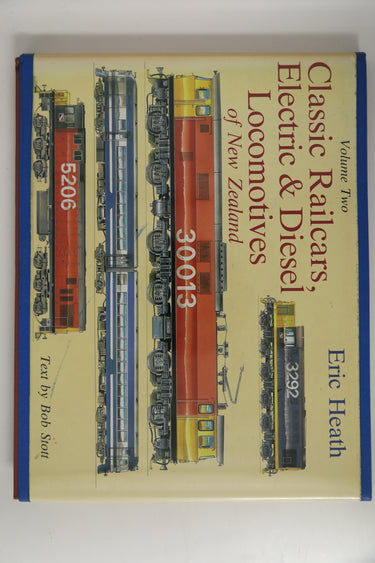 Volume Two
Classic Railcars,
Electric & Diesel
Locomotives
of New Zealand
Eric Heath
3292
30013
5206
Text by Bob Stott